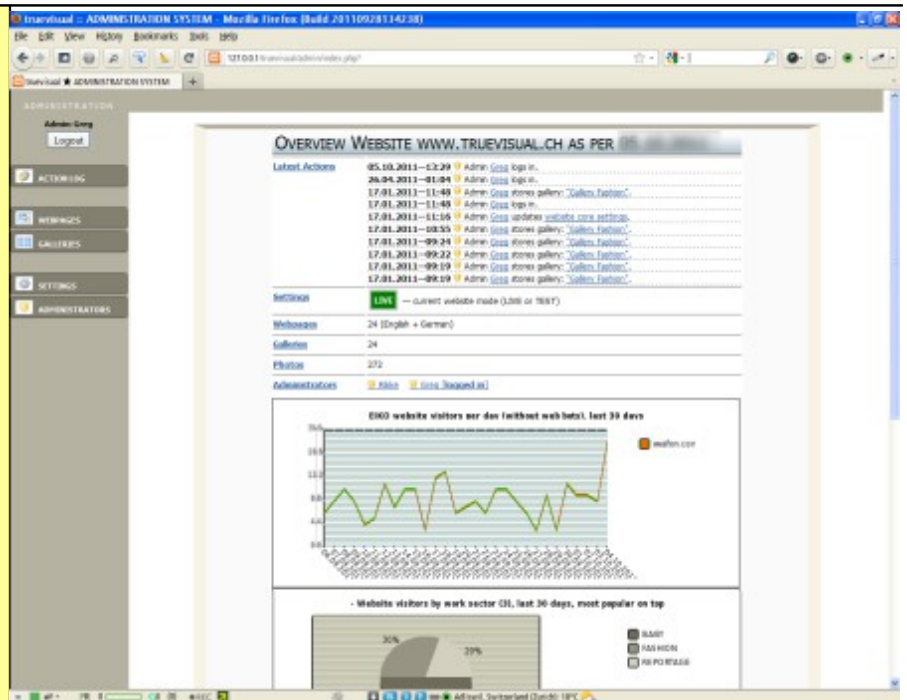 truevisual :: ADMINISTRATION SYSTEM - Mozilla Firefox (Build 20110928134238)
File Edit View History Bookmarks Tools Help
truevisual ★ ADMINISTRATION SYSTEM
ADMINISTRATION
Admin: Greg
Logout
ACTION LOG
WEBPAGES
GALLERIES
SETTINGS
ADMINISTRATORS
OVERVIEW WEBSITE WWW.TRUEVISUAL.CH AS PER
Latest Actions
05.10.2011—13:29 Admin Greg logs in.
26.04.2011—01:04 Admin Greg logs in.
17.01.2011—11:48 Admin Greg stores gallery: "Gallery Fashion".
17.01.2011—11:48 Admin Greg logs in.
17.01.2011—11:16 Admin Greg updates website core settings.
17.01.2011—10:55 Admin Greg stores gallery: "Gallery Fashion".
17.01.2011—09:24 Admin Greg stores gallery: "Gallery Fashion".
17.01.2011—09:22 Admin Greg stores gallery: "Gallery Fashion".
17.01.2011—09:19 Admin Greg stores gallery: "Gallery Fashion".
17.01.2011—09:19 Admin Greg stores gallery: "Gallery Fashion".
Settings LIVE — current website mode (LIVE or TEST)
Webpages 24 (English + German)
Galleries 24
Photos 272
Administrators Greg [logged in]
website visitors per day (without web bots), last 30 days
- Website visitors by work sector (3), last 30 days, most popular on top
20%
BABY
FASHION
REPORTAGE
Adliswil, Switzerland (Zurich): 18°C